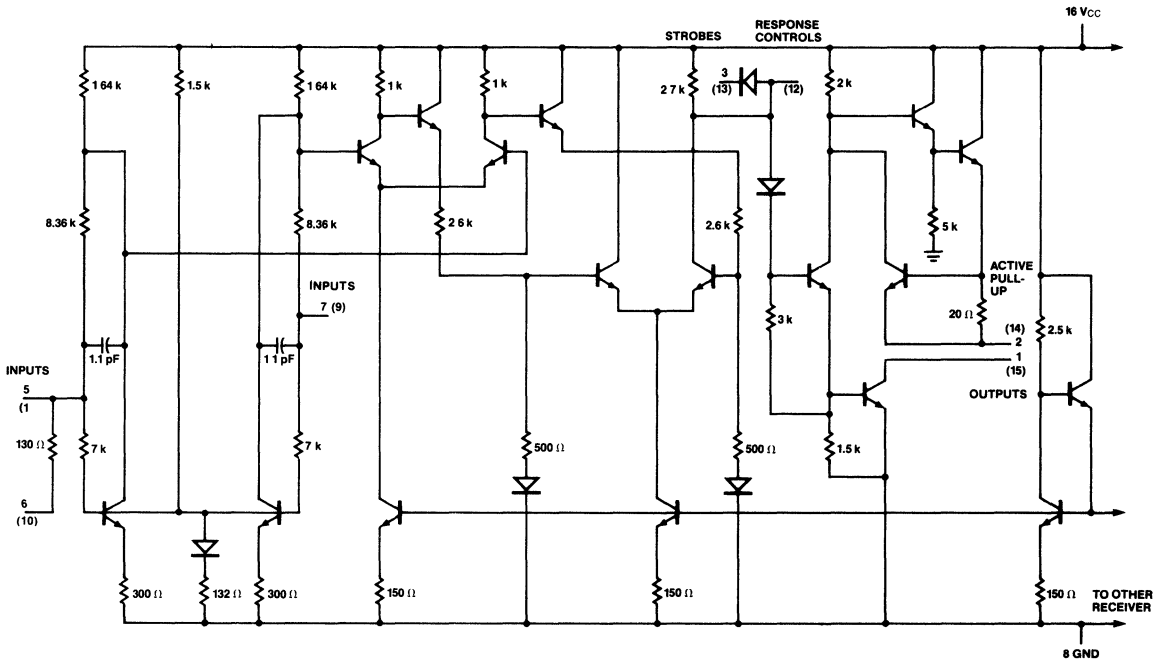 16 VCC
RESPONSE
CONTROLS
STROBES
3
(13)
(12)
1 64 k
1.5 k
1 64 k
1 k
1 k
2 7 k
2 k
8.36 k
8.36 k
2 6 k
2.6 k
5 k
ACTIVE
PULL-
UP
INPUTS
7 (9)
3 k
20 Ω
(14)
2
1
(15)
2.5 k
1.1 pF
1 1 pF
INPUTS
5
(1
OUTPUTS
130 Ω
7 k
7 k
500 Ω
500 Ω
1.5 k
6
(10)
300 Ω
132 Ω
300 Ω
150 Ω
150 Ω
150 Ω
TO OTHER
RECEIVER
8 GND